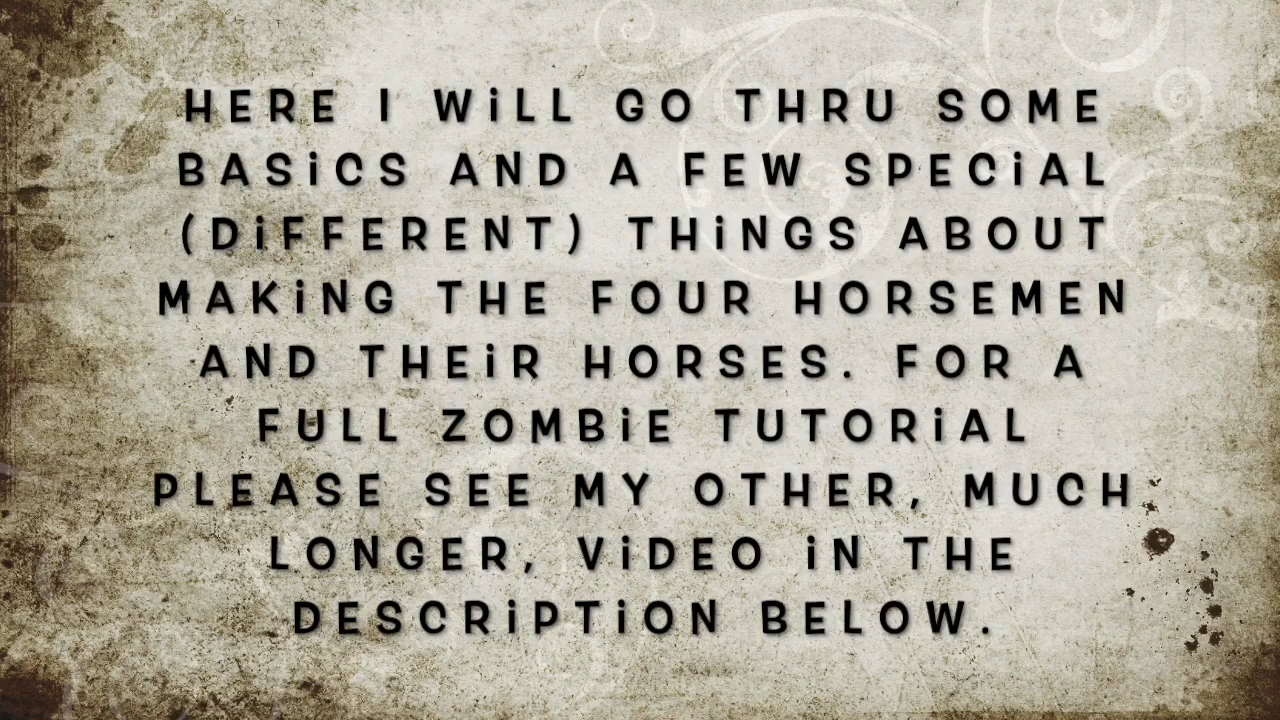 HERE I WiLL GO THRU SOME
BASiCS AND A FEW SPECiAL
(DiFFERENT) THiNGS ABOUT
MAKiNG THE FOUR HORSEMEN
AND THEiR HORSES. FOR A
FULL ZOMBiE TUTORiAL
PLEASE SEE MY OTHER, MUCH
LONGER, ViDEO iN THE
DESCRiPTiON BELOW.